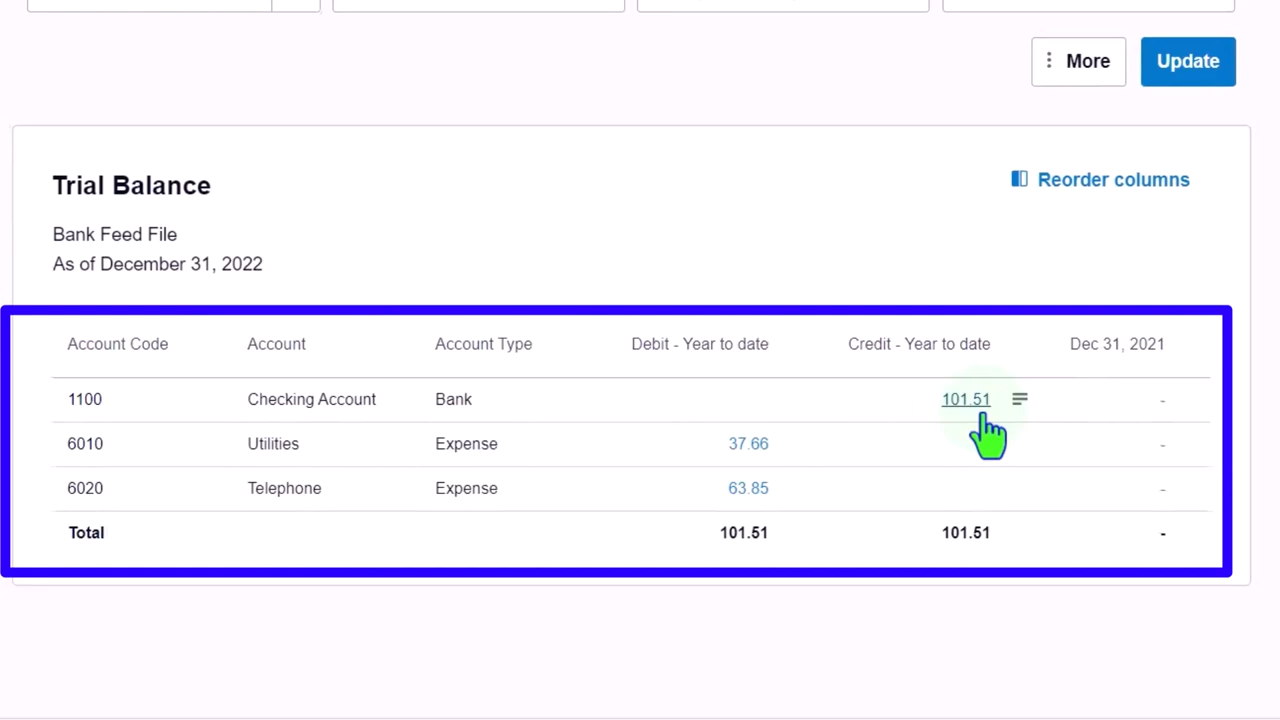 More
Update
Trial Balance
Reorder columns
Bank Feed File
As of December 31, 2022
Account Code Account Account Type Debit - Year to date Credit - Year to date Dec 31, 2021
1100 Checking Account Bank 101.51 -
6010 Utilities Expense 37.66 -
6020 Telephone Expense 63.85 -
Total 101.51 101.51 -